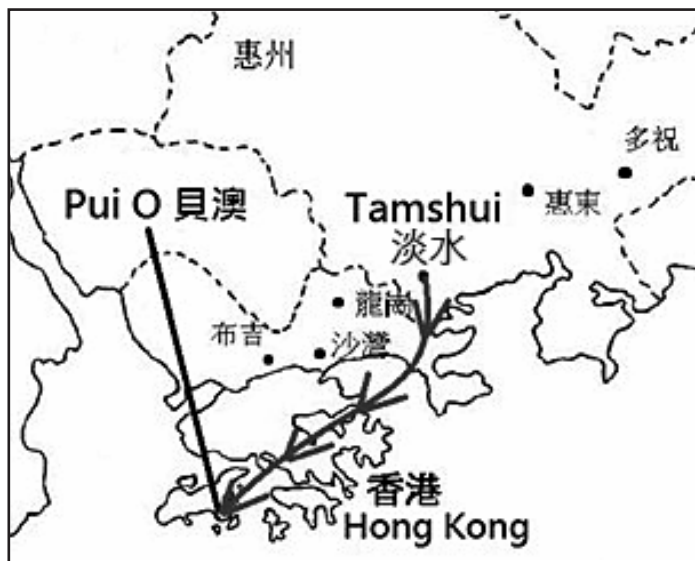 惠州
多祝
Pui O 貝澳
Tamshui
惠東
淡水
龍崗
布吉
沙灣
香港
Hong Kong